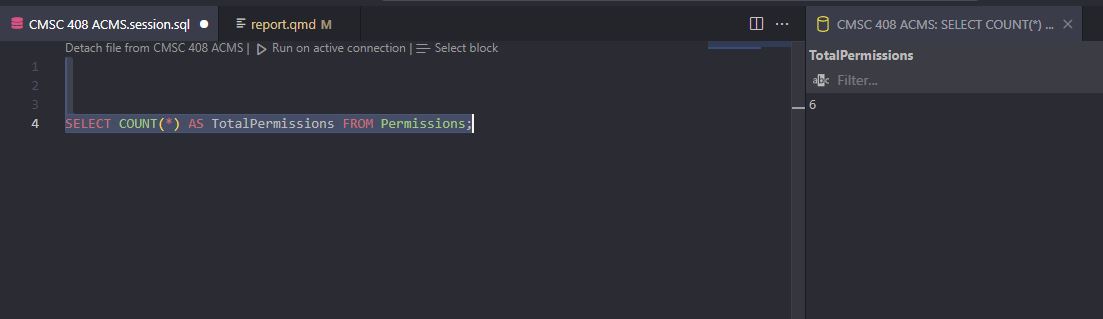 CMSC 408 ACMS.session.sql
report.qmd M
CMSC 408 ACMS: SELECT COUNT(*) ...
Detach file from CMSC 408 ACMS | Run on active connection | Select block
1
2
3
4 SELECT COUNT(*) AS TotalPermissions FROM Permissions;
TotalPermissions
abc Filter...
6